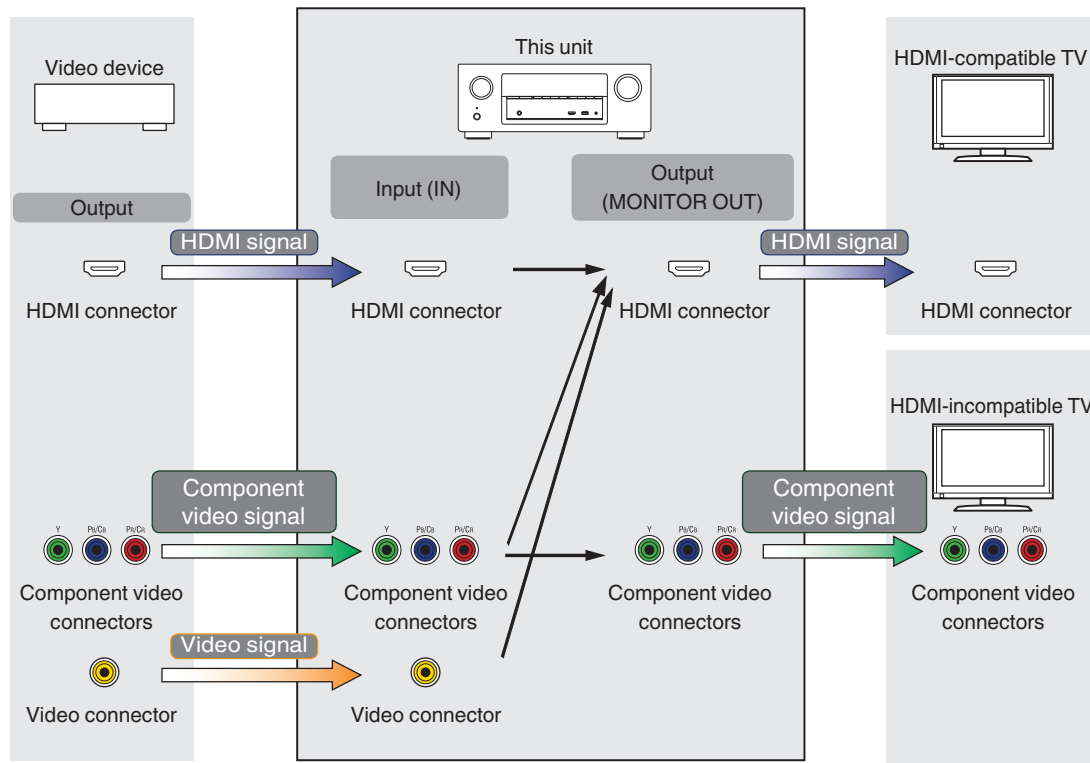 Video device
This unit
HDMI-compatible TV
Input (IN)
Output
(MONITOR OUT)
Output
HDMI signal
HDMI signal
HDMI connector
HDMI connector
HDMI connector
HDMI connector
HDMI-incompatible TV
Component
video signal
Component
video signal
Y PB/CB PR/CR
Y PB/CB PR/CR
Y PB/CB PR/CR
Y PB/CB PR/CR
Component video
connectors
Component video
connectors
Component video
connectors
Component video
connectors
Video signal
Video connector
Video connector